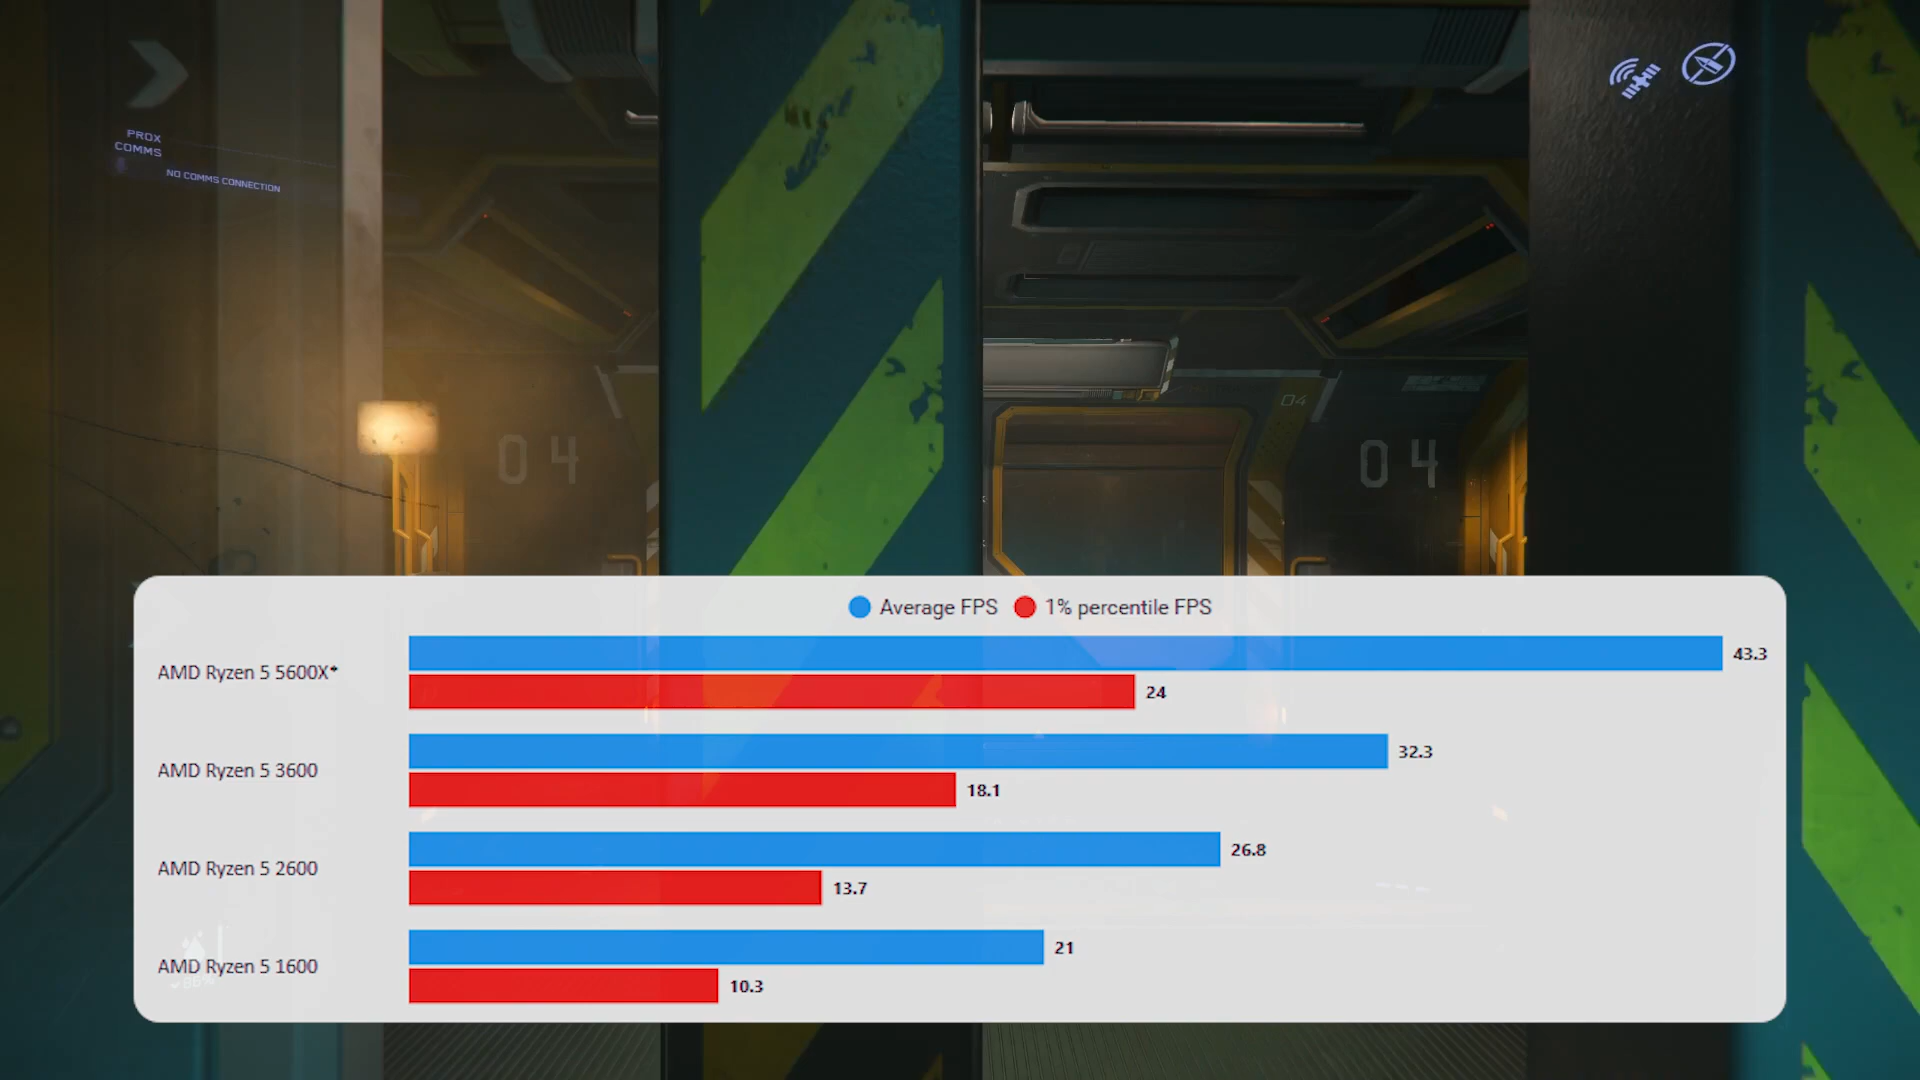 PROX
COMMS
NO COMMS CONNECTION
04
04
04
Average FPS 1% percentile FPS
AMD Ryzen 5 5600X*
43.3
24
AMD Ryzen 5 3600
32.3
18.1
AMD Ryzen 5 2600
26.8
13.7
AMD Ryzen 5 1600
21
10.3